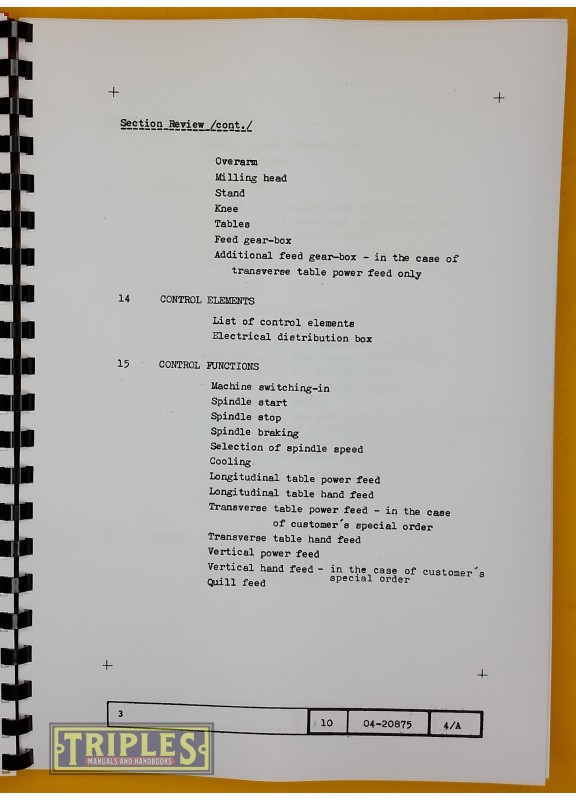 Section Review /cont./
Overarm
Milling head
Stand
Knee
Tables
Feed gear-box
Additional feed gear-box - in the case of
transverse table power feed only
14 CONTROL ELEMENTS
List of control elements
Electrical distribution box
15 CONTROL FUNCTIONS
Machine switching-in
Spindle start
Spindle stop
Spindle braking
Selection of spindle speed
Cooling
Longitudinal table power feed
Longitudinal table hand feed
Transverse table power feed - in the case
of customer´s special order
Transverse table hand feed
Vertical power feed
Vertical hand feed - in the case of customer´s
special order
Quill feed
3
10 04-20875 4/A
TRIPLES
MANUALS AND HANDBOOKS